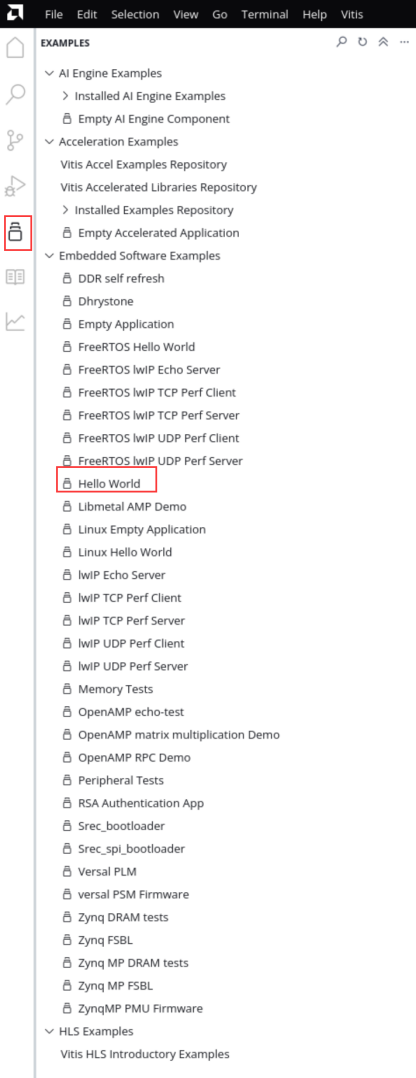 File Edit Selection View Go Terminal Help Vitis
EXAMPLES
AI Engine Examples
Installed AI Engine Examples
Empty AI Engine Component
Acceleration Examples
Vitis Accel Examples Repository
Vitis Accelerated Libraries Repository
Installed Examples Repository
Empty Accelerated Application
Embedded Software Examples
DDR self refresh
Dhrystone
Empty Application
FreeRTOS Hello World
FreeRTOS lwIP Echo Server
FreeRTOS lwIP TCP Perf Client
FreeRTOS lwIP TCP Perf Server
FreeRTOS lwIP UDP Perf Client
FreeRTOS lwIP UDP Perf Server
Hello World
Libmetal AMP Demo
Linux Empty Application
Linux Hello World
lwIP Echo Server
lwIP TCP Perf Client
lwIP TCP Perf Server
lwIP UDP Perf Client
lwIP UDP Perf Server
Memory Tests
OpenAMP echo-test
OpenAMP matrix multiplication Demo
OpenAMP RPC Demo
Peripheral Tests
RSA Authentication App
Srec_bootloader
Srec_spi_bootloader
Versal PLM
versal PSM Firmware
Zynq DRAM tests
Zynq FSBL
Zynq MP DRAM tests
Zynq MP FSBL
ZynqMP PMU Firmware
HLS Examples
Vitis HLS Introductory Examples